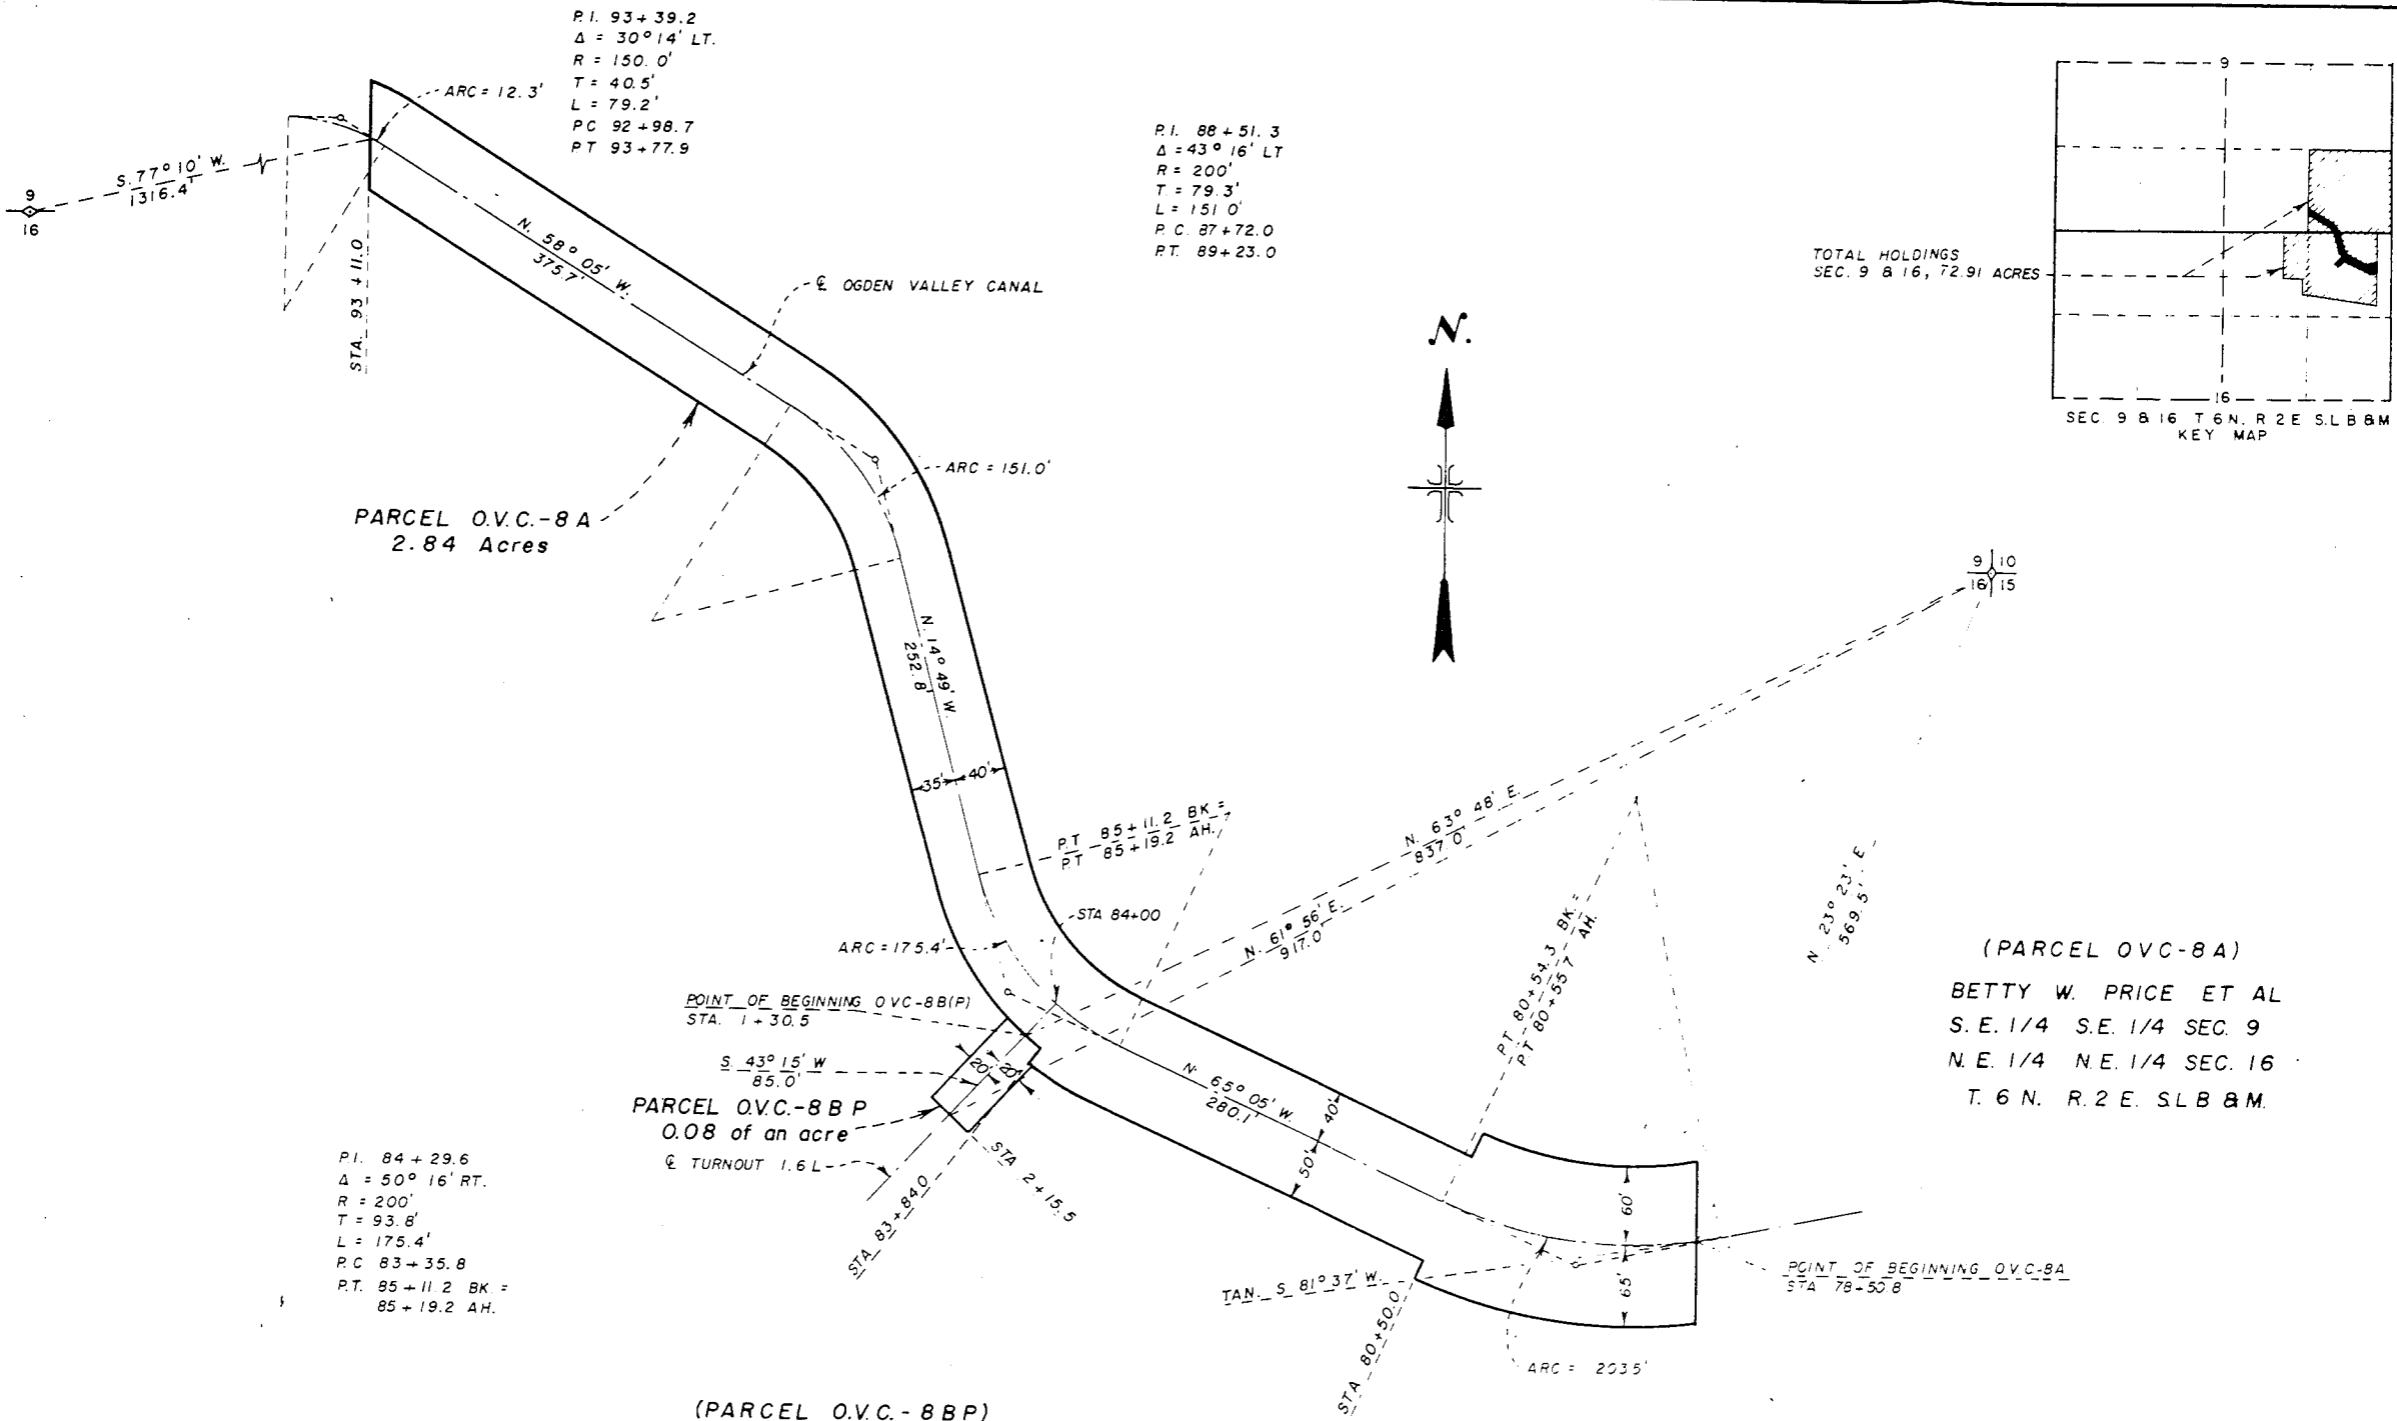 P.I. 93+39.2
Δ = 30°14' LT.
R = 150.0'
T = 40.5'
L = 79.2'
PC 92+98.7
P.T 93+77.9
ARC = 12.3'
S. 77° 10' W.
1316.4'
9
16
STA. 93 +11.0
N. 58° 05' W.
375.7'
℄ OGDEN VALLEY CANAL
P.I. 88 + 51.3
Δ = 43° 16' LT
R = 200'
T = 79.3'
L = 151.0'
P.C. 87+72.0
P.T. 89+23.0
9
TOTAL HOLDINGS
SEC. 9 & 16, 72.91 ACRES
16
SEC. 9 & 16 T 6 N. R 2 E S.L B & M
KEY MAP
N.
ARC = 151.0'
PARCEL O.V.C.-8 A
2.84 Acres
9 10
16 15
N. 14° 49' W.
252.8'
35' 40'
P.T 85+11.2 BK =
P.T 85+19.2 AH.
N. 63° 48' E.
837.0'
STA 84+00
N. 61° 56' E.
917.0'
ARC = 175.4'
P.T 80+54.3 BK =
P.T 80+55.7 AH.
N. 23° 23' E
569.5'
(PARCEL OVC-8 A)
BETTY W. PRICE ET AL
S.E. 1/4 S.E. 1/4 SEC. 9
N.E. 1/4 N.E. 1/4 SEC. 16
T. 6 N. R. 2 E. S L B & M.
POINT OF BEGINNING OVC-8B(P)
STA. 1+30.5
S. 43° 15' W
85.0'
20' 20'
PARCEL O.V.C.-8 B P
0.08 of an acre
℄ TURNOUT 1.6 L
STA 2+15.5
STA 83+84.0
N. 65° 05' W.
280.1'
40'
50'
60'
65'
P.I. 84 + 29.6
Δ = 50° 16' RT.
R = 200'
T = 93.8'
L = 175.4'
P.C 83+35.8
P.T. 85+11.2 BK =
85+19.2 AH.
TAN. S 81° 37' W.
STA 80+50.0
POINT OF BEGINNING O.V.C-8A
STA 78+50.8
ARC = 203.5'
(PARCEL O.V.C.-8 B P)